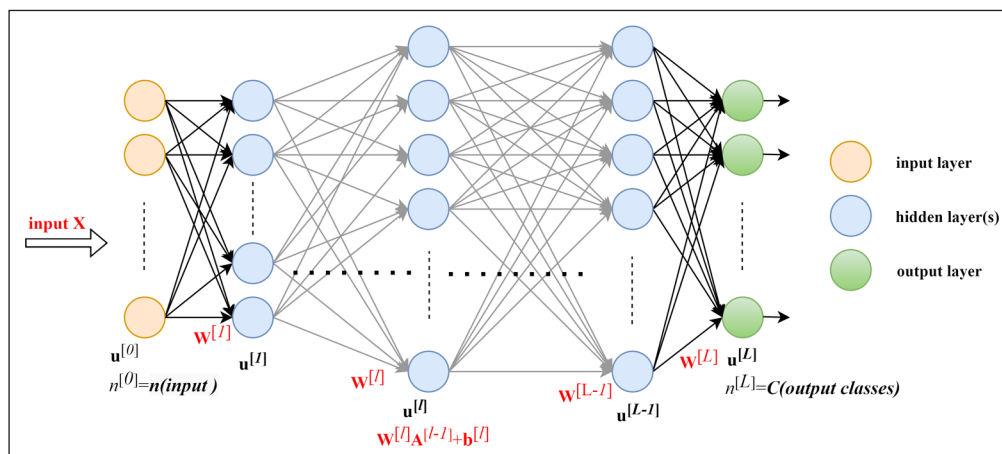 input X
W[1]
u[0]
n[0]=n(input )
u[1]
W[l]
u[l]
W[l]A[l-1]+b[l]
W[L-1]
u[L-1]
W[L]
u[L]
n[L]=C(output classes)
input layer
hidden layer(s)
output layer